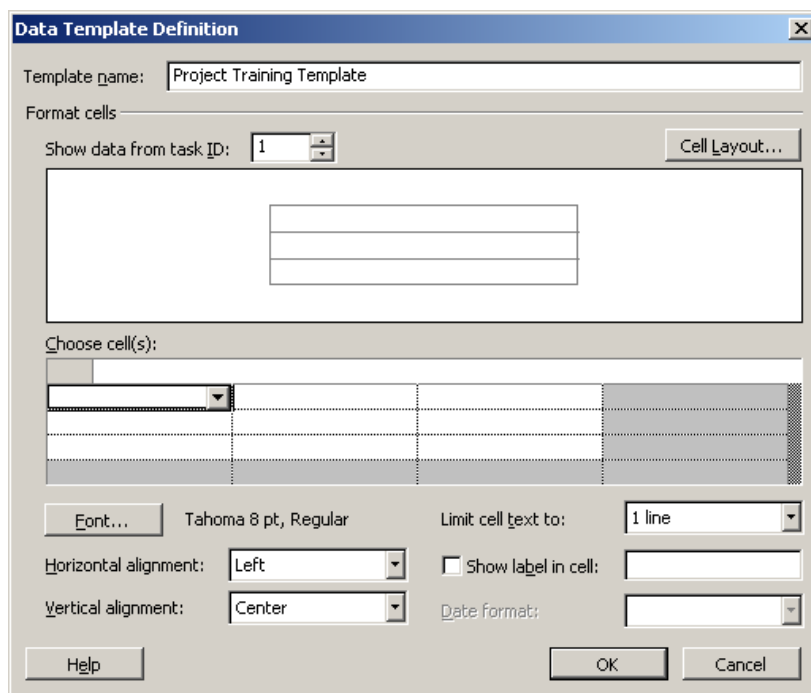 Data Template Definition
Template name: Project Training Template
Format cells
Show data from task ID: 1 Cell Layout...
Choose cell(s):
Font... Tahoma 8 pt, Regular Limit cell text to: 1 line
Horizontal alignment: Left Show label in cell:
Vertical alignment: Center Date format:
Help OK Cancel